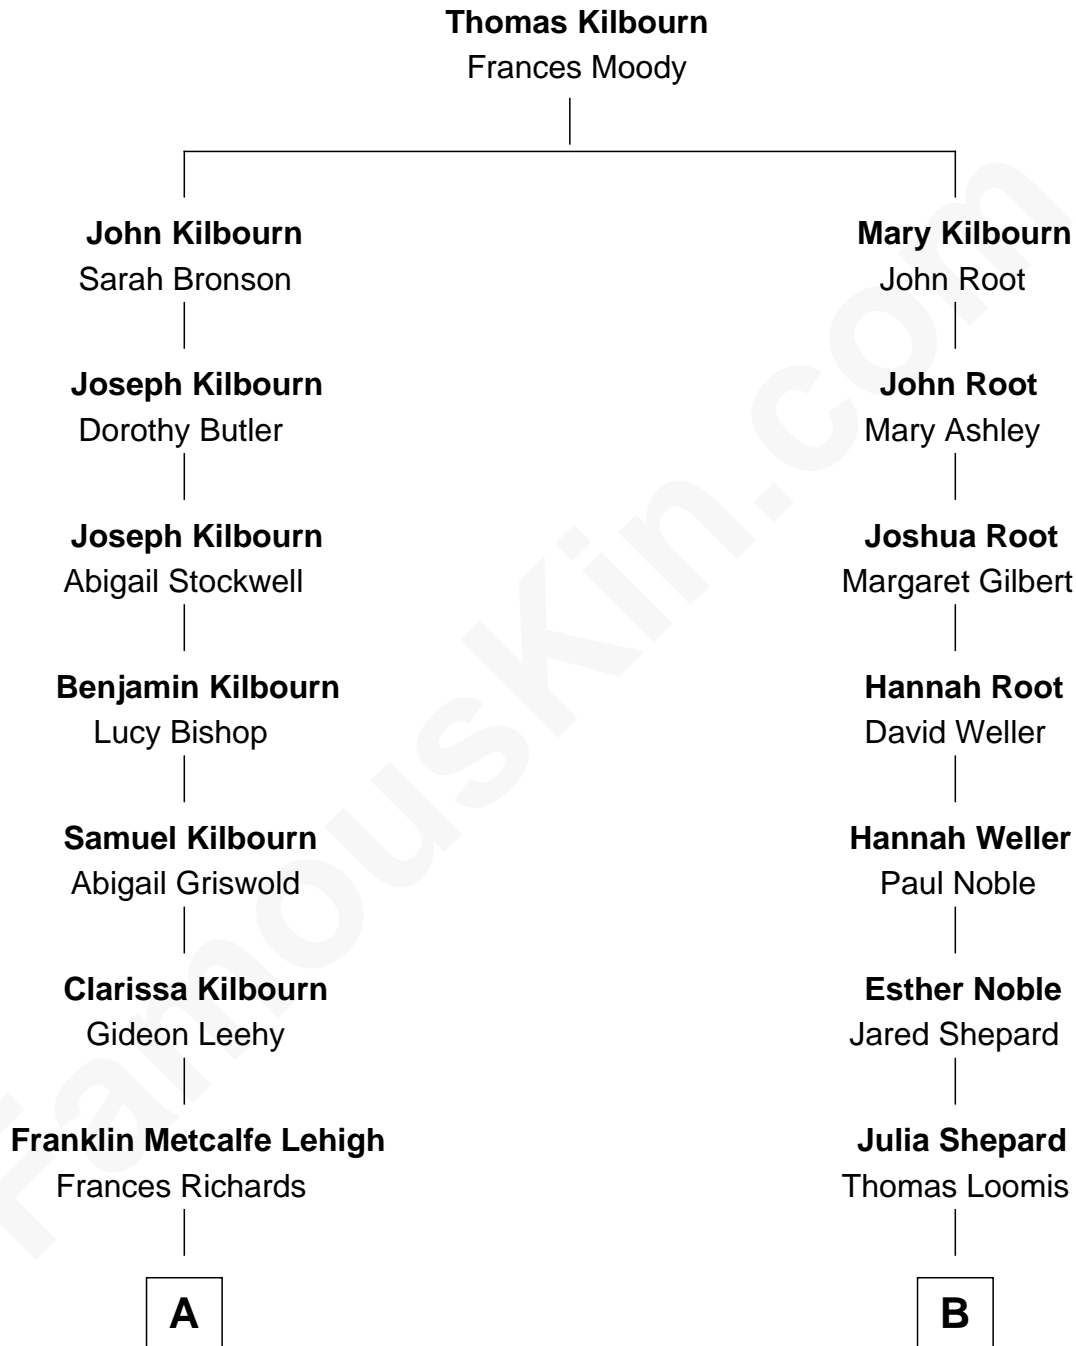 Thomas Kilbourn
Frances Moody
John Kilbourn
Sarah Bronson
Mary Kilbourn
John Root
Joseph Kilbourn
Dorothy Butler
John Root
Mary Ashley
Joseph Kilbourn
Abigail Stockwell
Joshua Root
Margaret Gilbert
Benjamin Kilbourn
Lucy Bishop
Hannah Root
David Weller
Samuel Kilbourn
Abigail Griswold
Hannah Weller
Paul Noble
Clarissa Kilbourn
Gideon Leehy
Esther Noble
Jared Shepard
Franklin Metcalfe Lehigh
Frances Richards
Julia Shepard
Thomas Loomis
A
B
FamousKin.com